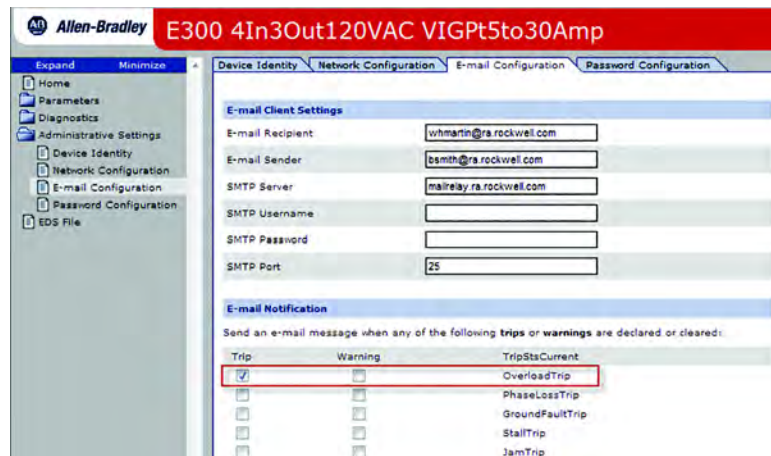 AB Allen-Bradley
E300 4In3Out120VAC VIGPt5to30Amp
Expand Minimize
Home
Parameters
Diagnostics
Administrative Settings
Device Identity
Network Configuration
E-mail Configuration
Password Configuration
EDS File
Device Identity Network Configuration E-mail Configuration Password Configuration
E-mail Client Settings
E-mail Recipient whmartin@ra.rockwell.com
E-mail Sender bsmith@ra.rockwell.com
SMTP Server mailrelay.ra.rockwell.com
SMTP Username
SMTP Password
SMTP Port 25
E-mail Notification
Send an e-mail message when any of the following trips or warnings are declared or cleared:
Trip Warning TripStsCurrent
OverloadTrip
PhaseLossTrip
GroundFaultTrip
StallTrip
JamTrip